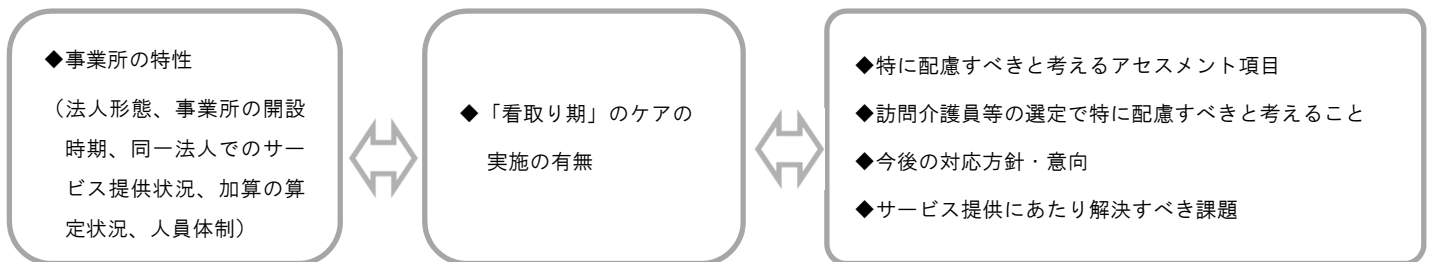 ◆事業所の特性
（法人形態、事業所の開設
時期、同一法人でのサー
ビス提供状況、加算の算
定状況、人員体制）
◆「看取り期」のケアの
実施の有無
◆特に配慮すべきと考えるアセスメント項目
◆訪問介護員等の選定で特に配慮すべきと考えること
◆今後の対応方針・意向
◆サービス提供にあたり解決すべき課題